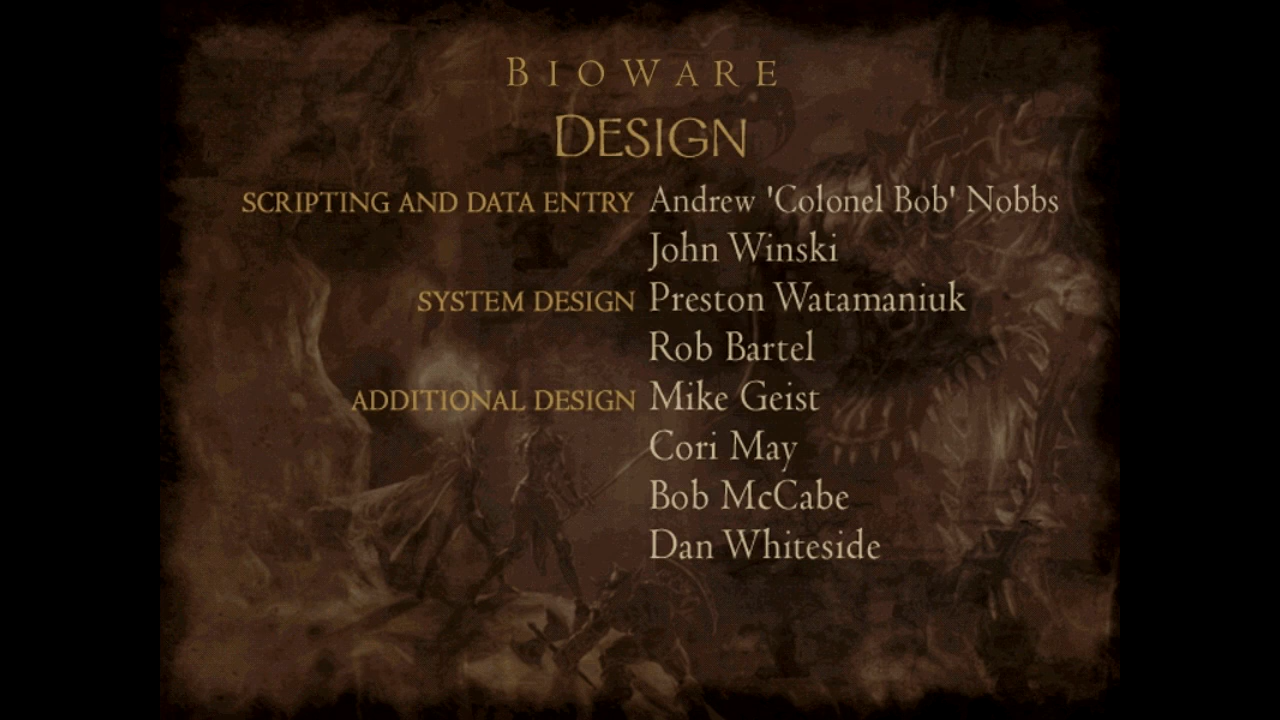 BIOWARE
DESIGN
SCRIPTING AND DATA ENTRY Andrew 'Colonel Bob' Nobbs
John Winski
SYSTEM DESIGN Preston Watamaniuk
Rob Bartel
ADDITIONAL DESIGN Mike Geist
Cori May
Bob McCabe
Dan Whiteside